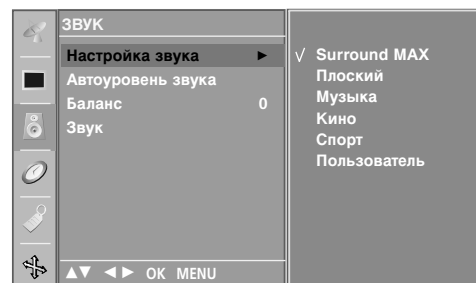 ЗВУК
Настройка звука ►
Автоуровень звука
Баланс 0
Звук
√ Surround MAX
Плоский
Музыка
Кино
Спорт
Пользователь
▲▼ ◄► OK MENU